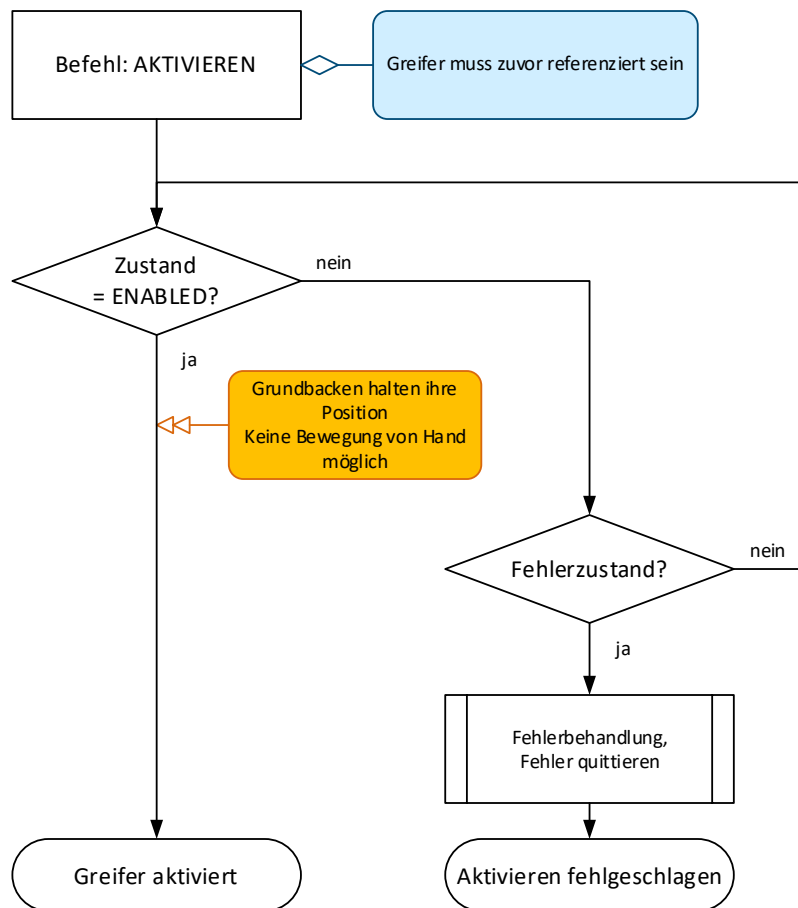 Befehl: AKTIVIEREN
Greifer muss zuvor referenziert sein
Zustand
= ENABLED?
nein
ja
Grundbacken halten ihre
Position
Keine Bewegung von Hand
möglich
Fehlerzustand?
nein
ja
Fehlerbehandlung,
Fehler quittieren
Greifer aktiviert
Aktivieren fehlgeschlagen